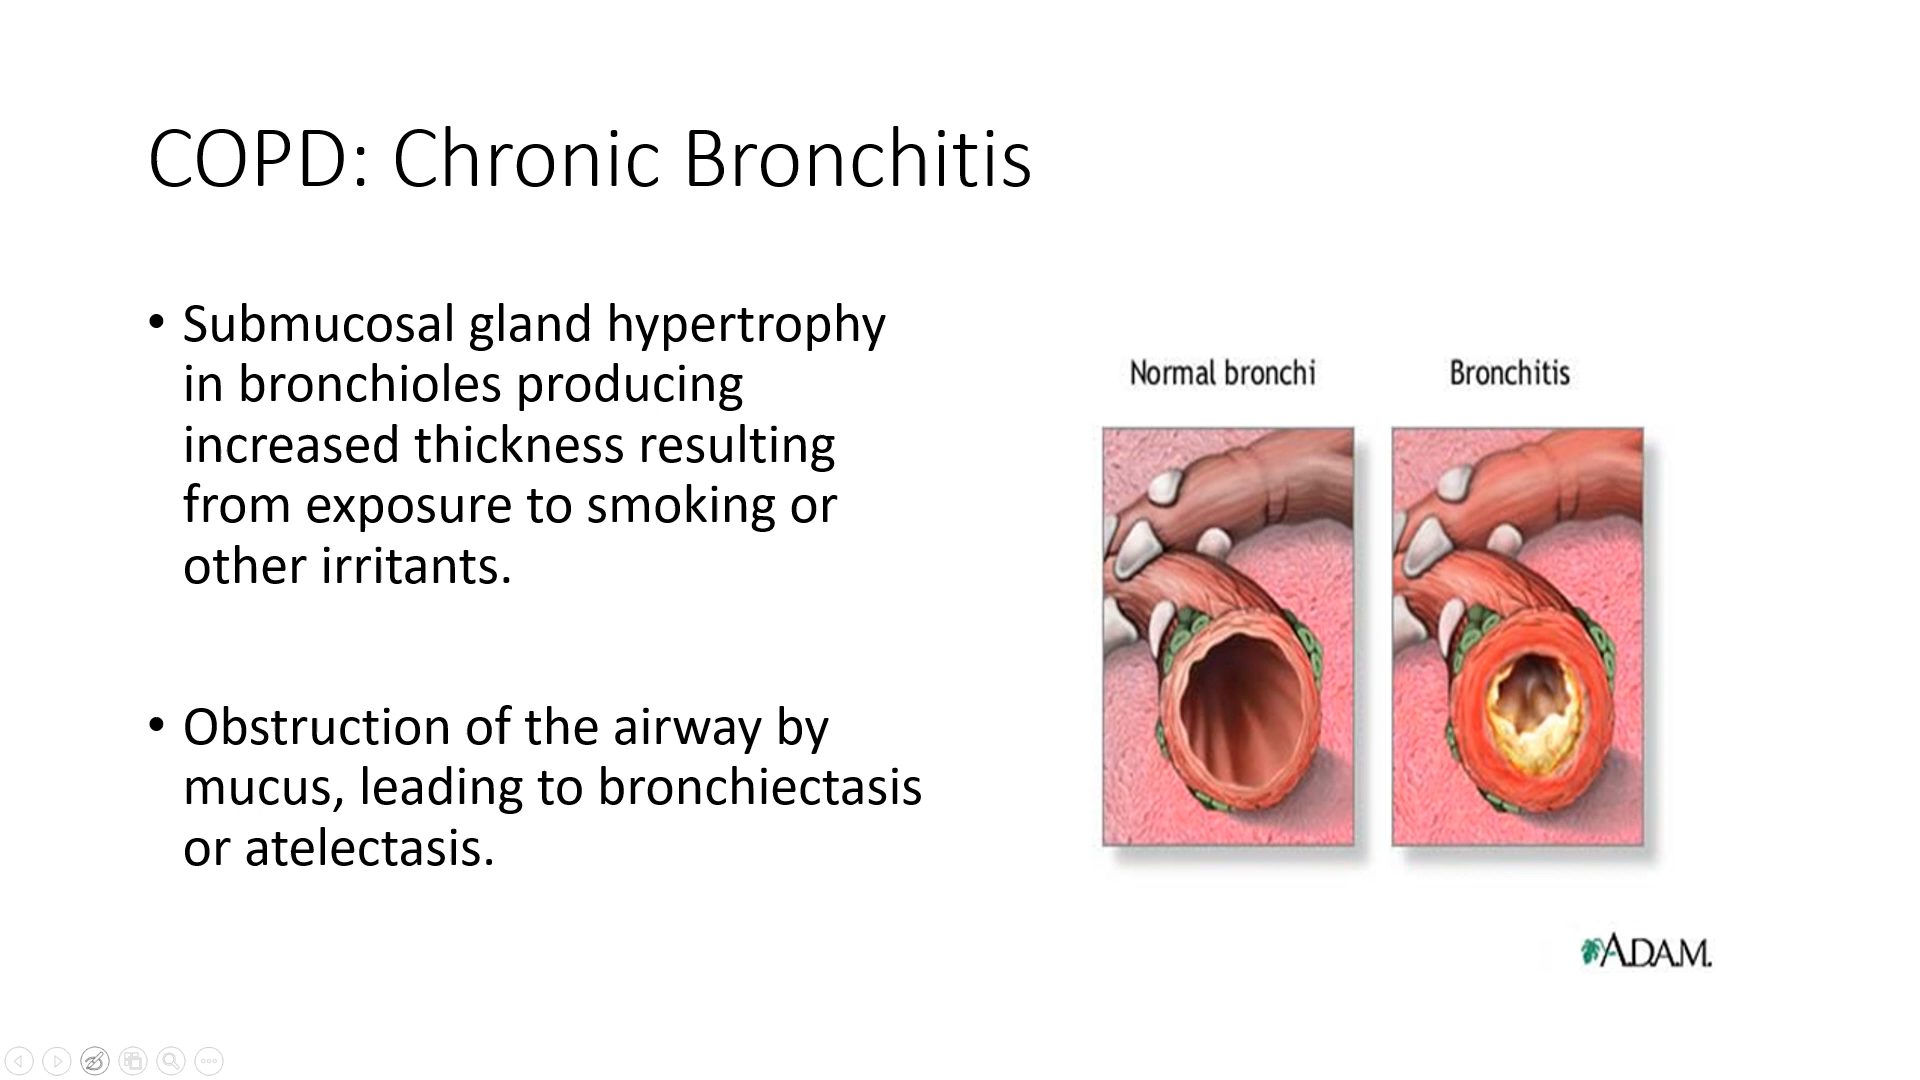 COPD: Chronic Bronchitis
• Submucosal gland hypertrophy
in bronchioles producing
increased thickness resulting
from exposure to smoking or
other irritants.
• Obstruction of the airway by
mucus, leading to bronchiectasis
or atelectasis.
Normal bronchi
Bronchitis
A.D.A.M.